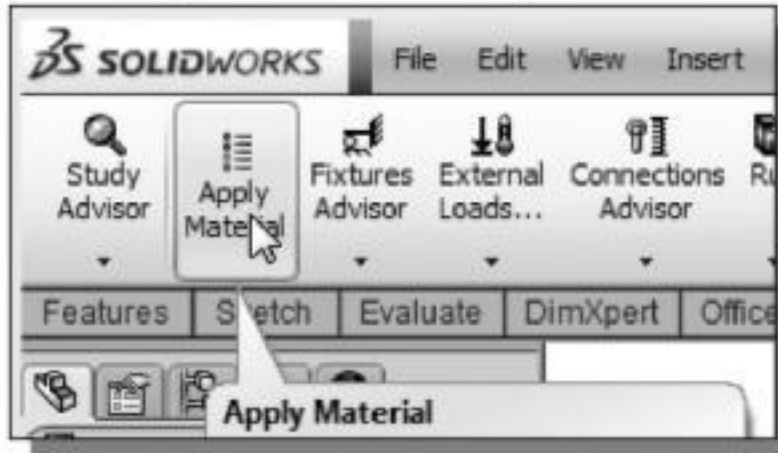 SOLIDWORKS File Edit View Insert
Study Advisor
Apply Material
Fixtures Advisor
External Loads...
Connections Advisor
Features Sketch Evaluate DimXpert Office
Apply Material